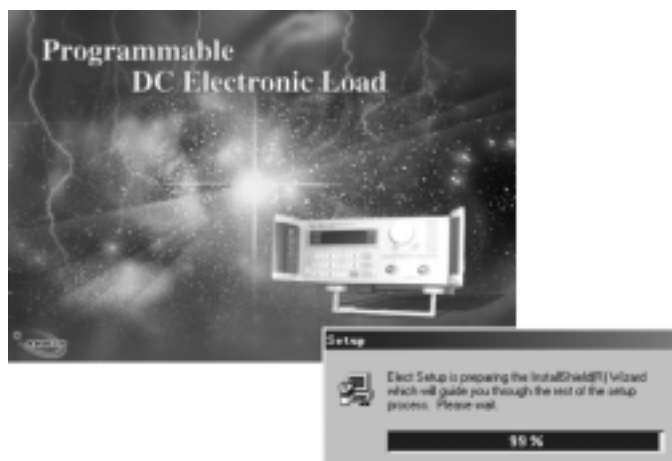 Programmable
DC Electronic Load
Setup
Elect Setup is preparing the InstallShield(R) Wizard
which will guide you through the rest of the setup
process. Please wait.
99 %